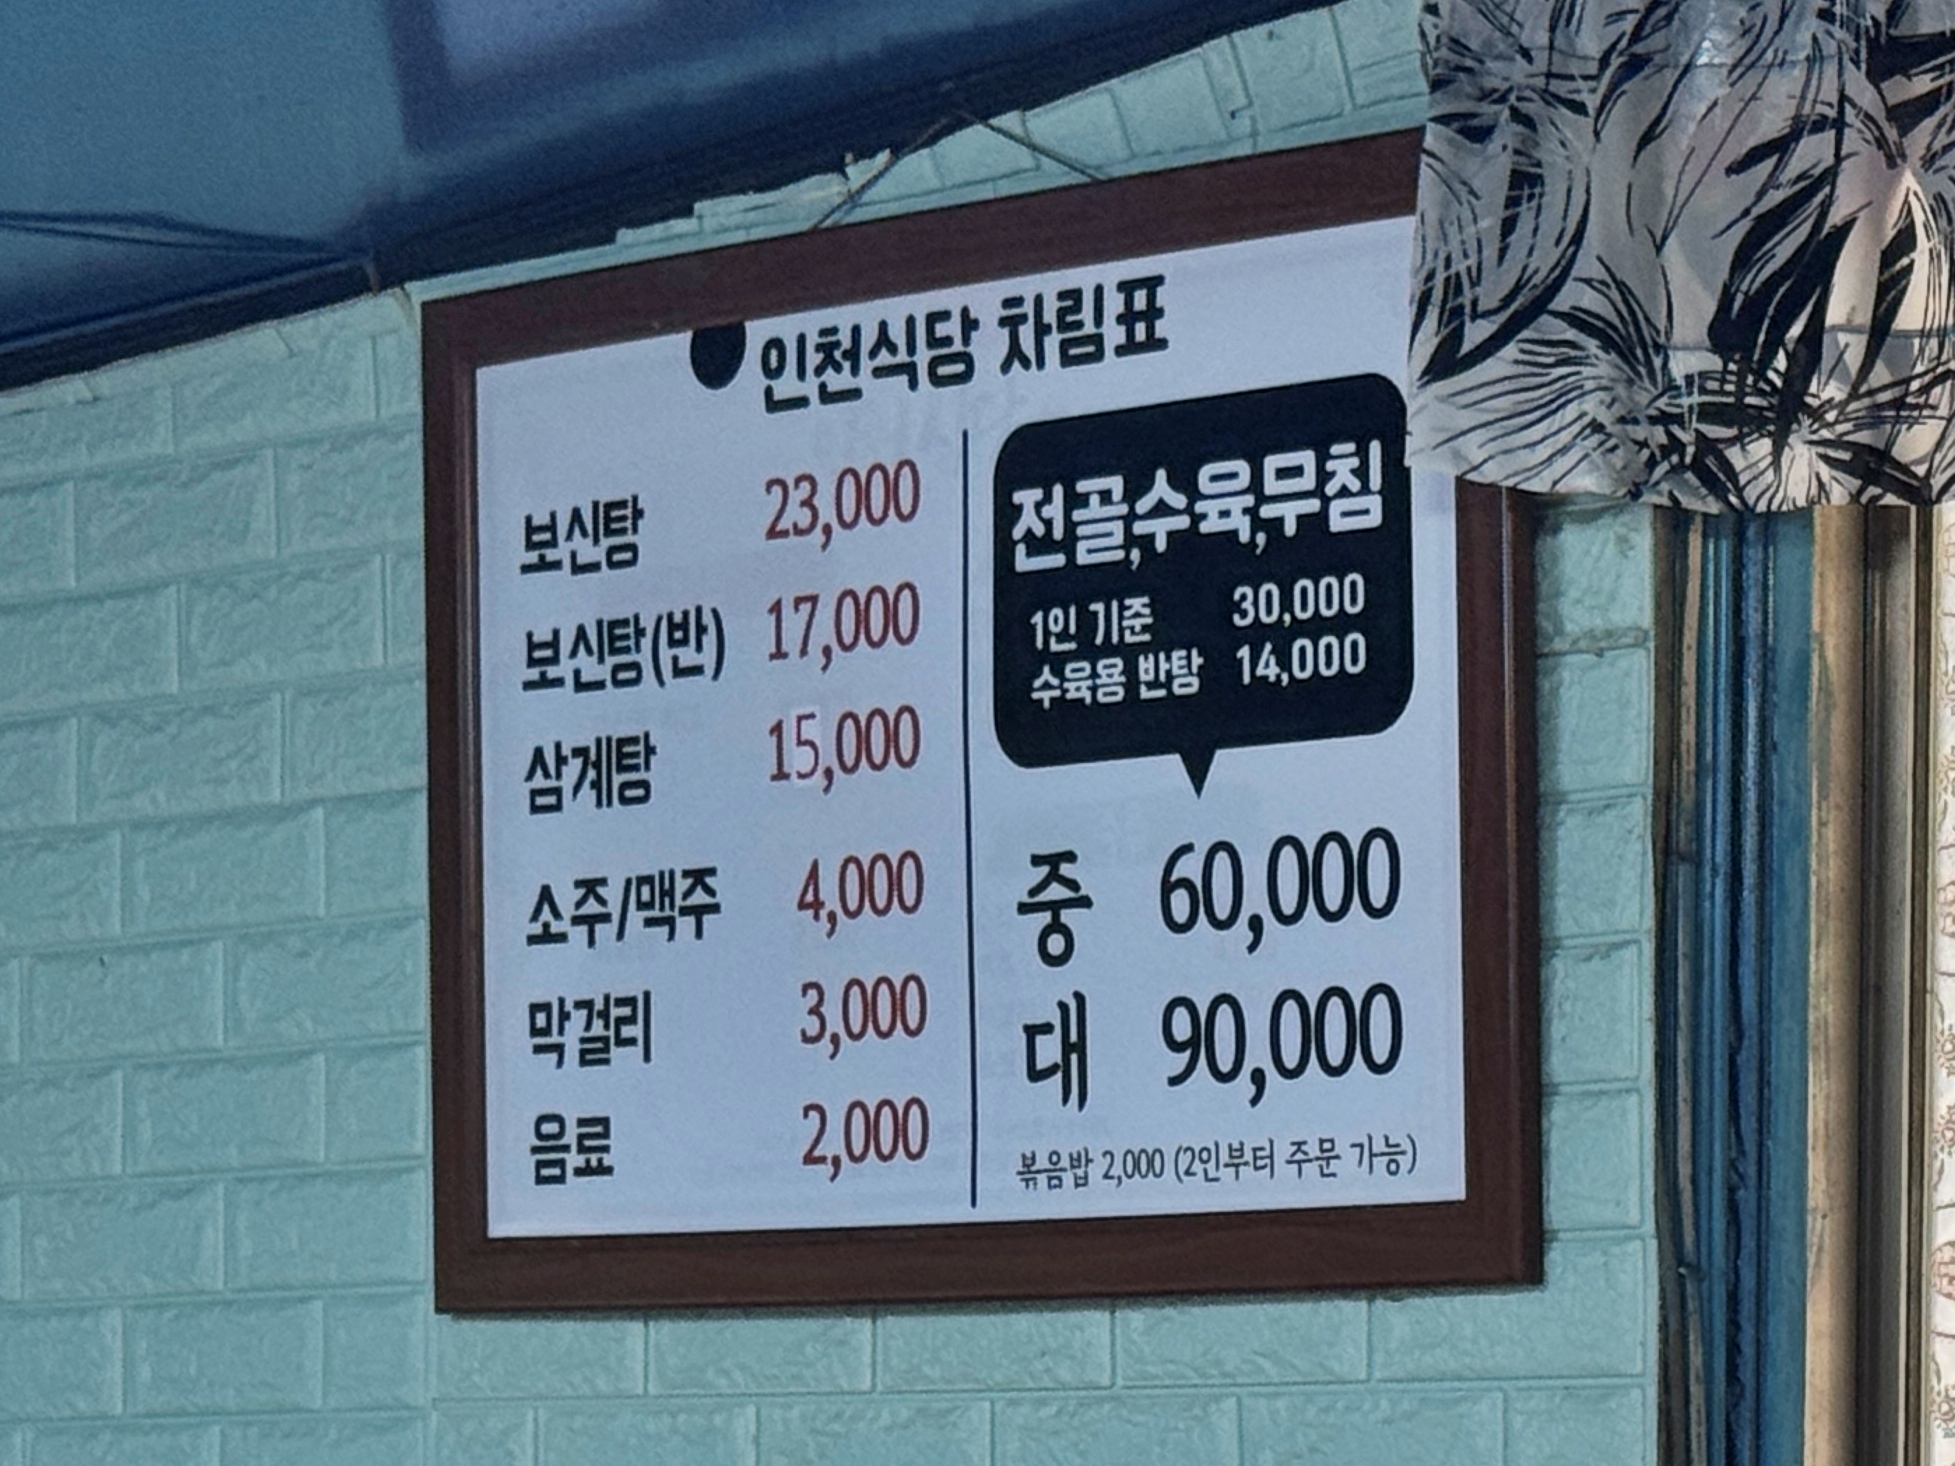 인천식당 차림표
보신탕 23,000
보신탕(반) 17,000
삼계탕 15,000
소주/맥주 4,000
막걸리 3,000
음료 2,000
전골,수육,무침
1인 기준 30,000
수육용 반탕 14,000
중 60,000
대 90,000
볶음밥 2,000 (2인부터 주문 가능)